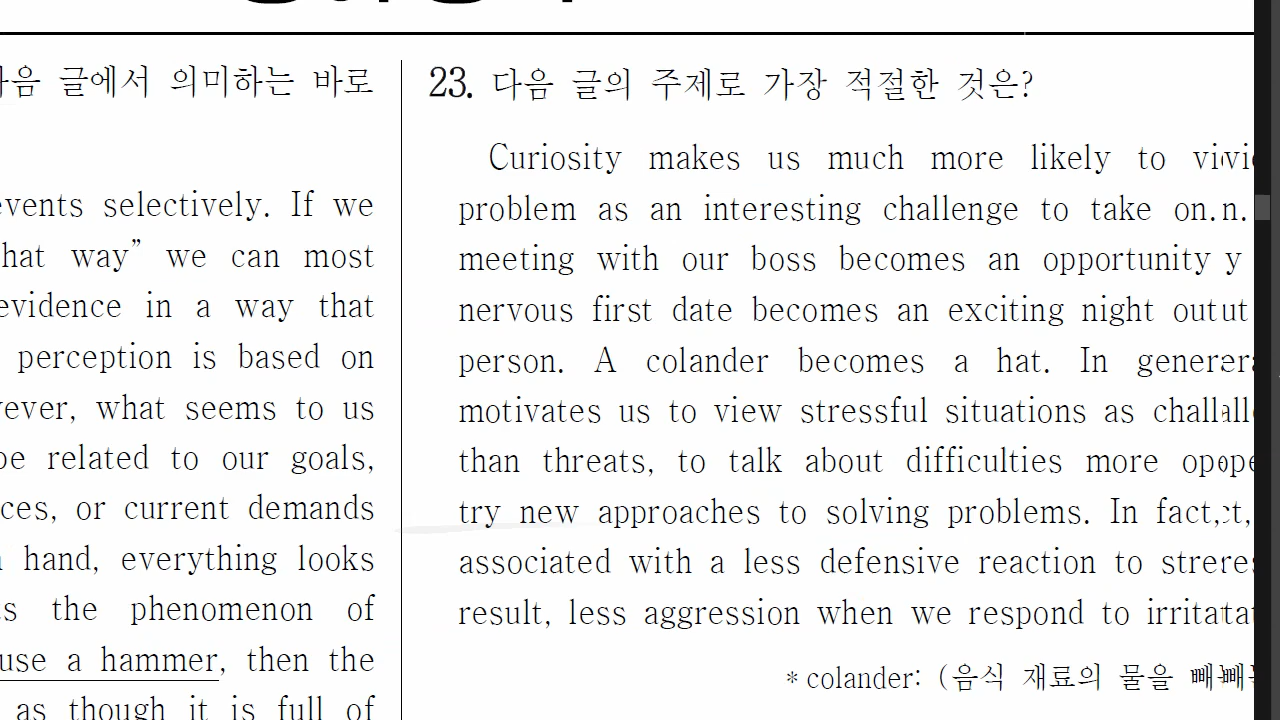 음 글에서 의미하는 바로
events selectively. If we
hat way” we can most
evidence in a way that
perception is based on
ever, what seems to us
be related to our goals,
ces, or current demands
hand, everything looks
the phenomenon of
use a hammer, then the
as though it is full of
23. 다음 글의 주제로 가장 적절한 것은?
Curiosity makes us much more likely to
problem as an interesting challenge to take on.
meeting with our boss becomes an opportunity
nervous first date becomes an exciting night out
person. A colander becomes a hat. In
motivates us to view stressful situations as
than threats, to talk about difficulties more
try new approaches to solving problems. In fact,
associated with a less defensive reaction to
result, less aggression when we respond to
* colander: (음식 재료의 물을